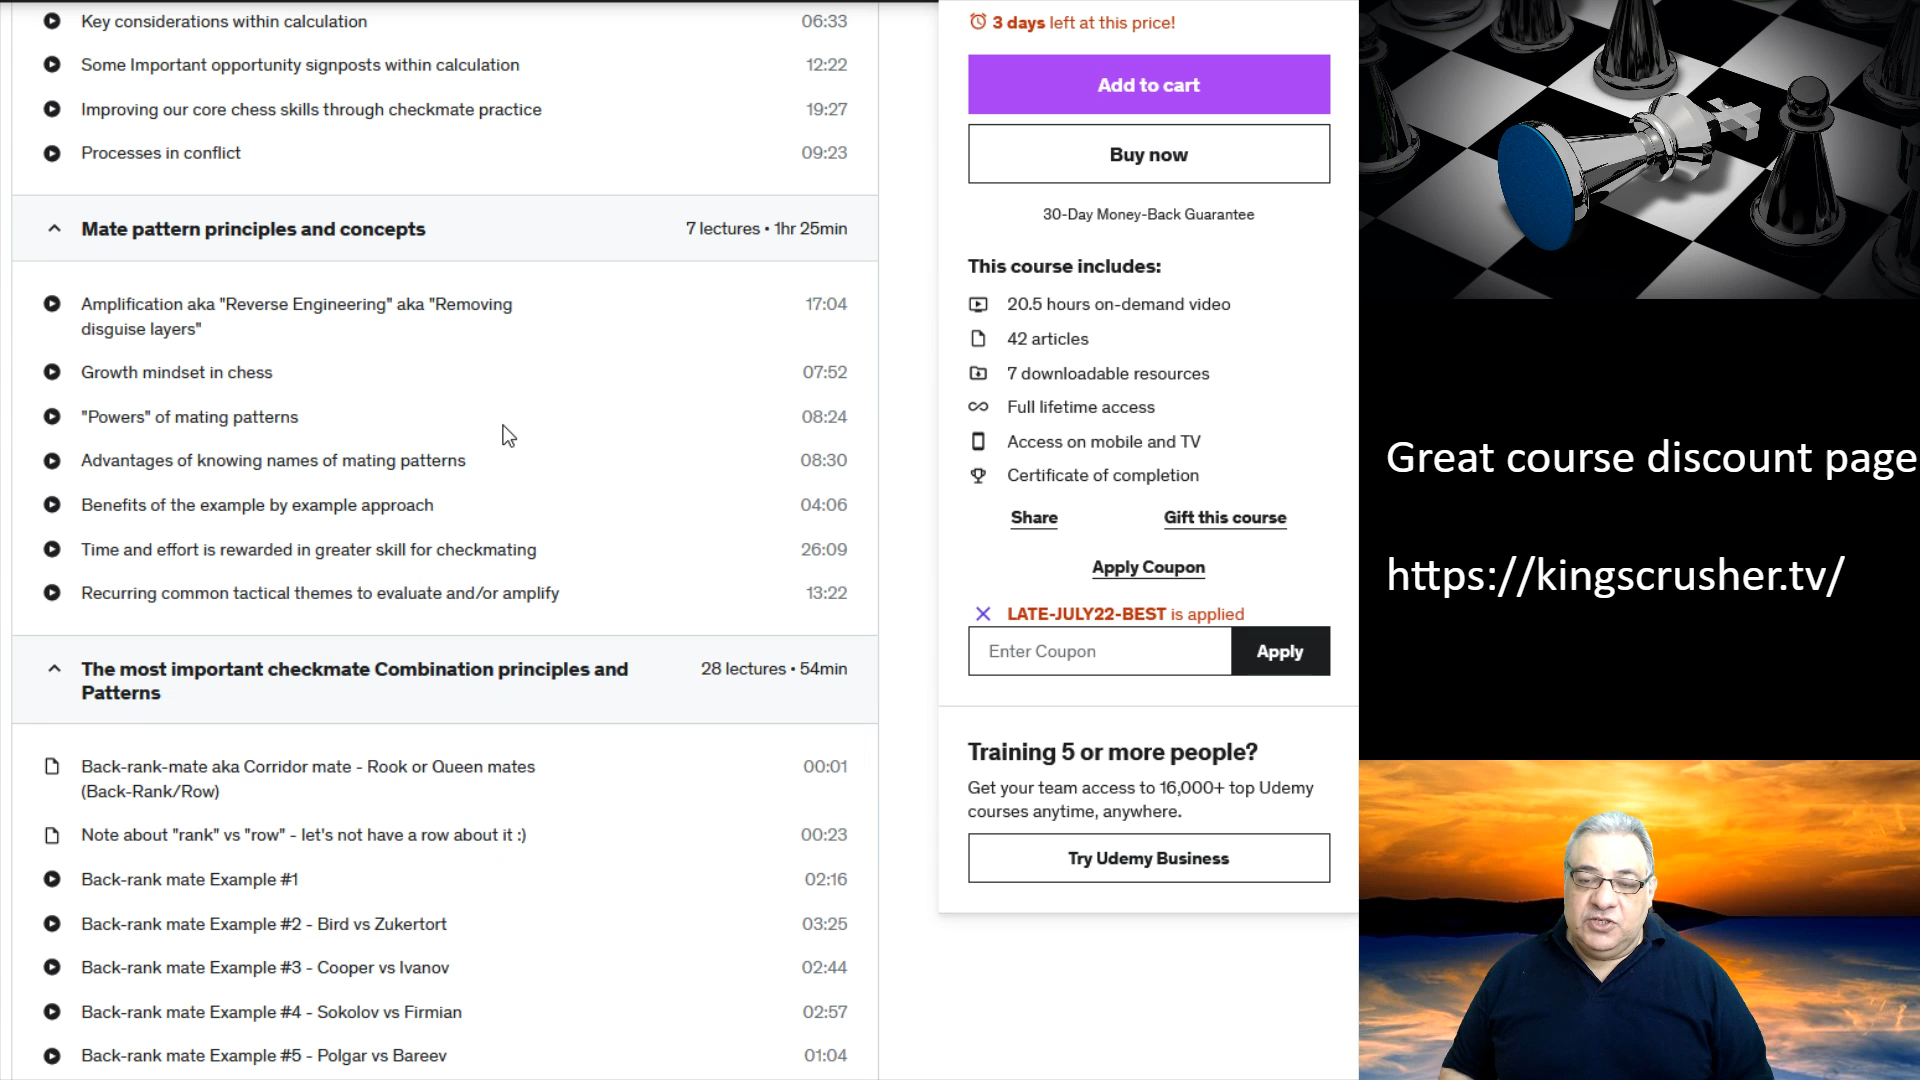 Key considerations within calculation 06:33
Some Important opportunity signposts within calculation 12:22
Improving our core chess skills through checkmate practice 19:27
Processes in conflict 09:23
Mate pattern principles and concepts 7 lectures • 1hr 25min
Amplification aka "Reverse Engineering" aka "Removing 17:04
disguise layers"
Growth mindset in chess 07:52
"Powers" of mating patterns 08:24
Advantages of knowing names of mating patterns 08:30
Benefits of the example by example approach 04:06
Time and effort is rewarded in greater skill for checkmating 26:09
Recurring common tactical themes to evaluate and/or amplify 13:22
The most important checkmate Combination principles and 28 lectures • 54min
Patterns
Back-rank-mate aka Corridor mate - Rook or Queen mates 00:01
(Back-Rank/Row)
Note about "rank" vs "row" - let's not have a row about it :) 00:23
Back-rank mate Example #1 02:16
Back-rank mate Example #2 - Bird vs Zukertort 03:25
Back-rank mate Example #3 - Cooper vs Ivanov 02:44
Back-rank mate Example #4 - Sokolov vs Firmian 02:57
Back-rank mate Example #5 - Polgar vs Bareev 01:04
3 days left at this price!
Add to cart
Buy now
30-Day Money-Back Guarantee
This course includes:
20.5 hours on-demand video
42 articles
7 downloadable resources
Full lifetime access
Access on mobile and TV
Certificate of completion
Share Gift this course
Apply Coupon
LATE-JULY22-BEST is applied
Enter Coupon Apply
Training 5 or more people?
Get your team access to 16,000+ top Udemy
courses anytime, anywhere.
Try Udemy Business
Great course discount page
https://kingscrusher.tv/